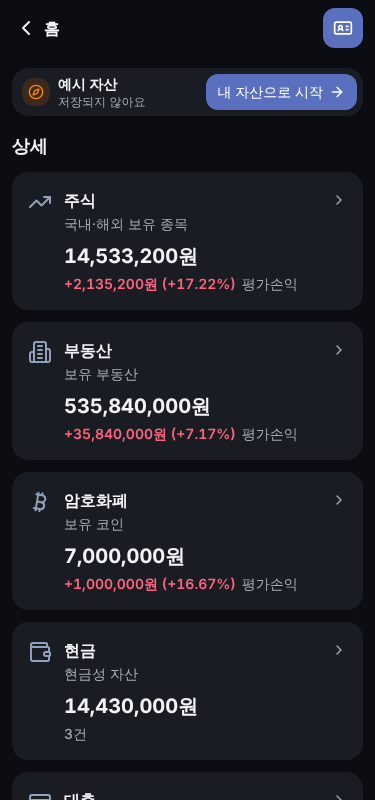 홈
예시 자산
저장되지 않아요
내 자산으로 시작
상세
주식
국내·해외 보유 종목
14,533,200원
+2,135,200원 (+17.22%) 평가손익
부동산
보유 부동산
535,840,000원
+35,840,000원 (+7.17%) 평가손익
암호화폐
보유 코인
7,000,000원
+1,000,000원 (+16.67%) 평가손익
현금
현금성 자산
14,430,000원
3건